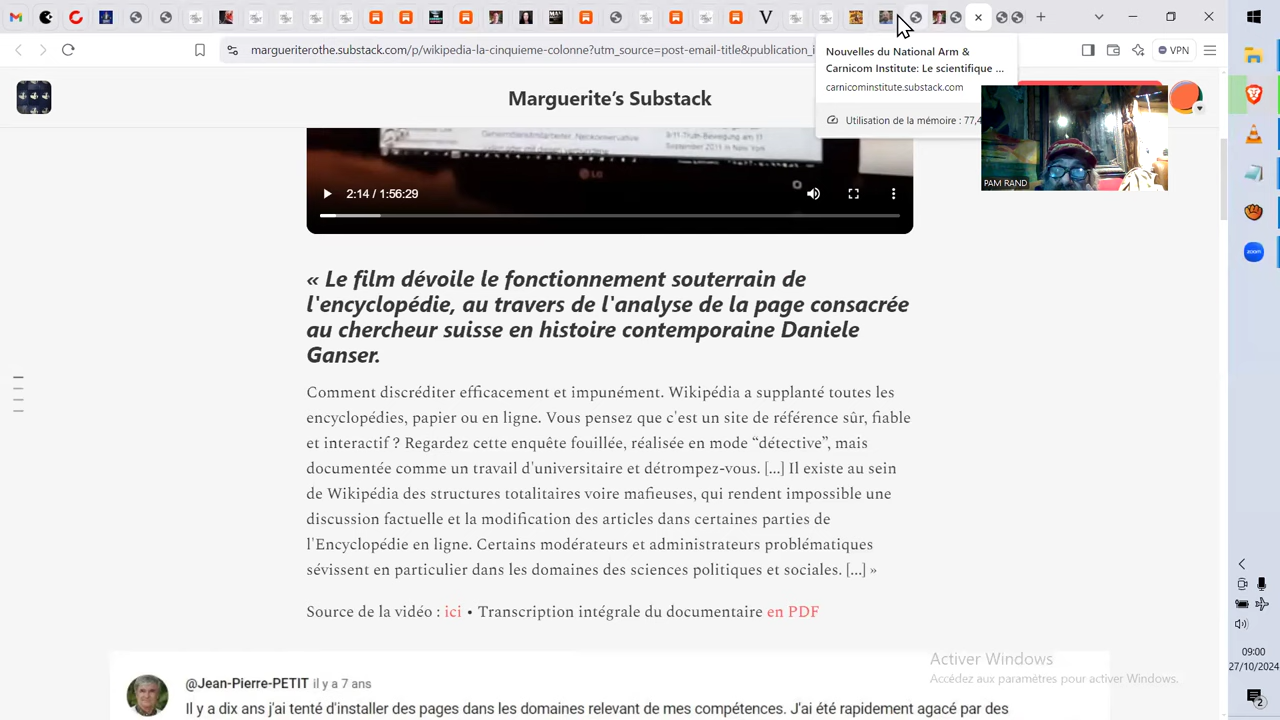 marguerirothe.substack.com/p/wikipedia-la-cinquieme-colonne?utm_source=post-email-title&publication_i
VPN
Nouvelles du National Arm &
Carnicom Institute: Le scientifique ...
carnicominstitute.substack.com
Utilisation de la mémoire : 77,4
Marguerite’s Substack
PAM RAND
LG
2:14 / 1:56:29
« Le film dévoile le fonctionnement souterrain de
l'encyclopédie, au travers de l'analyse de la page consacrée
au chercheur suisse en histoire contemporaine Daniele
Ganser.
Comment discréditer efficacement et impunément. Wikipédia a supplanté toutes les
encyclopédies, papier ou en ligne. Vous pensez que c'est un site de référence sûr, fiable
et interactif ? Regardez cette enquête fouillée, réalisée en mode “détective”, mais
documentée comme un travail d'universitaire et détrompez-vous. [...] Il existe au sein
de Wikipédia des structures totalitaires voire mafieuses, qui rendent impossible une
discussion factuelle et la modification des articles dans certaines parties de
l'Encyclopédie en ligne. Certains modérateurs et administrateurs problématiques
sévissent en particulier dans les domaines des sciences politiques et sociales. [...] »
Source de la vidéo : ici • Transcription intégrale du documentaire en PDF
Activer Windows
Accédez aux paramètres pour activer Windows.
@Jean-Pierre-PETIT il y a 7 ans
Il y a dix ans j'ai tenté d'installer des pages dans les domaines relevant de mes compétences. J'ai été rapidement agacé par des
zoom
09:00
27/10/2024
2